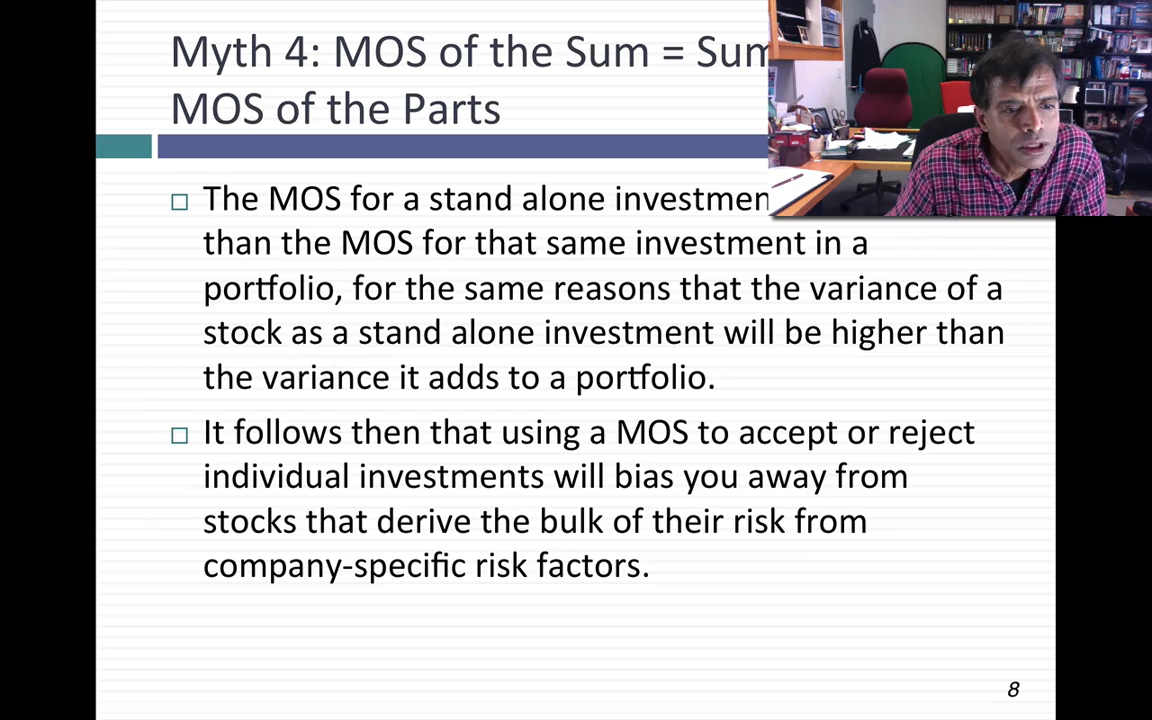 Myth 4: MOS of the Sum = Sum
MOS of the Parts
□ The MOS for a stand alone investmen
than the MOS for that same investment in a
portfolio, for the same reasons that the variance of a
stock as a stand alone investment will be higher than
the variance it adds to a portfolio.
□ It follows then that using a MOS to accept or reject
individual investments will bias you away from
stocks that derive the bulk of their risk from
company-specific risk factors.
8